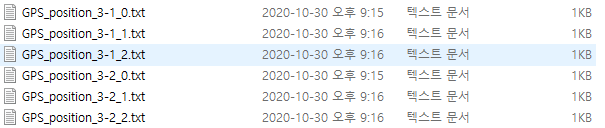 GPS_position_3-1_0.txt 2020-10-30 오후 9:15 텍스트 문서 1KB
GPS_position_3-1_1.txt 2020-10-30 오후 9:16 텍스트 문서 1KB
GPS_position_3-1_2.txt 2020-10-30 오후 9:16 텍스트 문서 1KB
GPS_position_3-2_0.txt 2020-10-30 오후 9:15 텍스트 문서 1KB
GPS_position_3-2_1.txt 2020-10-30 오후 9:16 텍스트 문서 1KB
GPS_position_3-2_2.txt 2020-10-30 오후 9:16 텍스트 문서 1KB